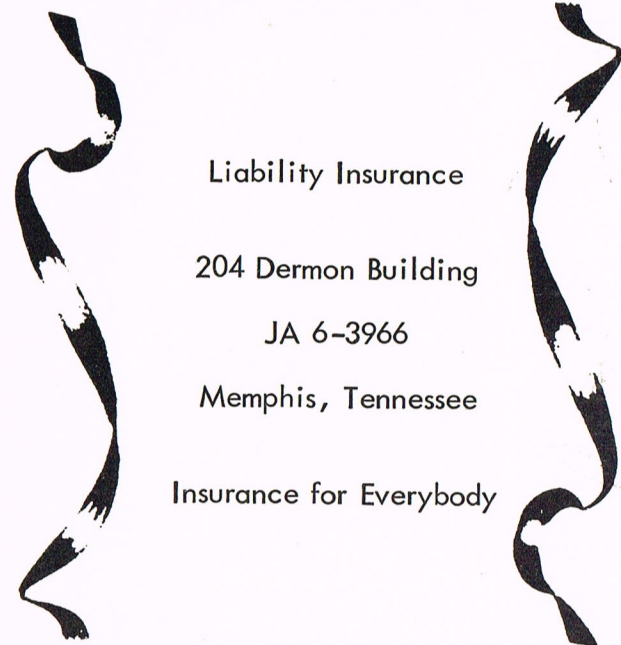 Liability Insurance
204 Dermon Building
JA 6-3966
Memphis, Tennessee
Insurance for Everybody